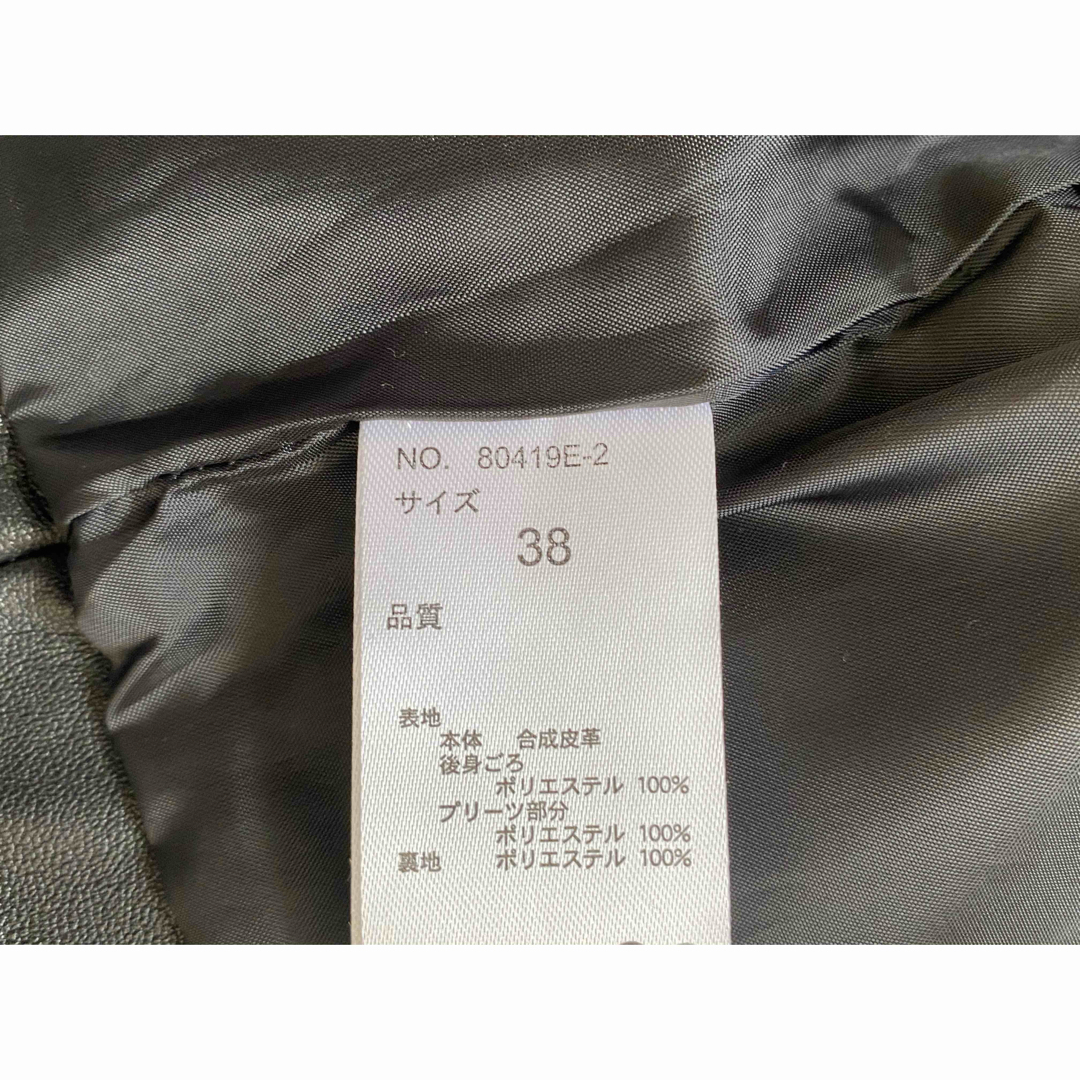 NO. 80419E-2
サイズ
38
品質
表地
本体 合成皮革
後身ごろ
ポリエステル 100%
プリーツ部分
ポリエステル 100%
裏地 ポリエステル 100%